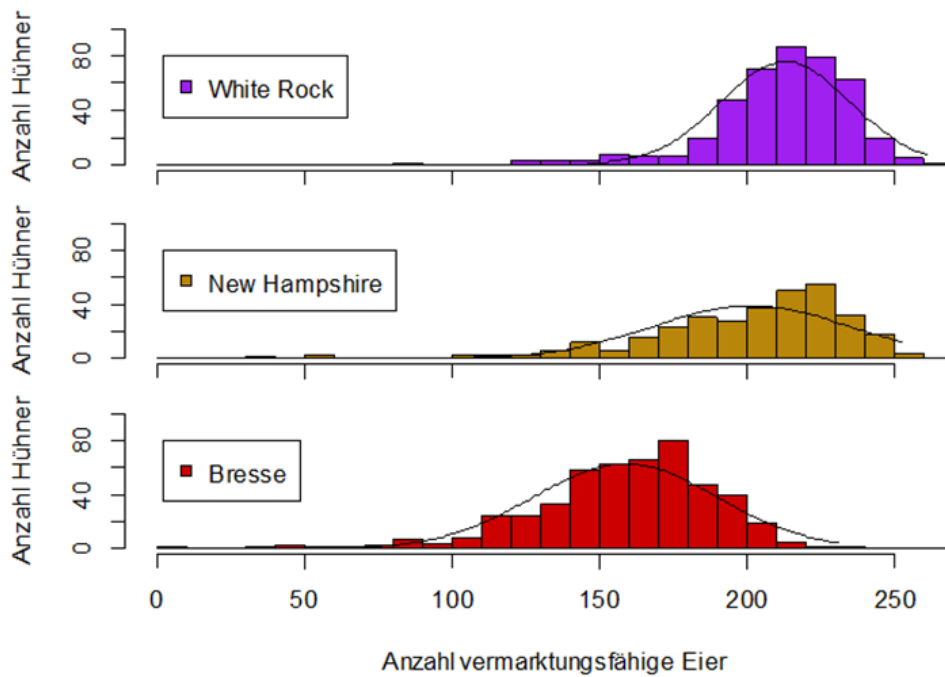 Anzahl Hühner
0 40 80
White Rock
Anzahl Hühner
0 40 80
New Hampshire
Anzahl Hühner
0 40 80
Bresse
0 50 100 150 200 250
Anzahl vermarktungsfähige Eier